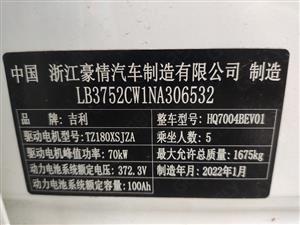 中国 浙江豪情汽车制造有限公司 制造
LB3752CW1NA306532
品牌:吉利 整车型号:HQ7004BEV01
驱动电机型号:TZ180XSJZA 乘坐人数:5
驱动电机峰值功率:70kW 最大允许总质量:1675kg
动力电池系统额定电压:372.3V 制造年月:2022年1月
动力电池系统额定容量:100Ah